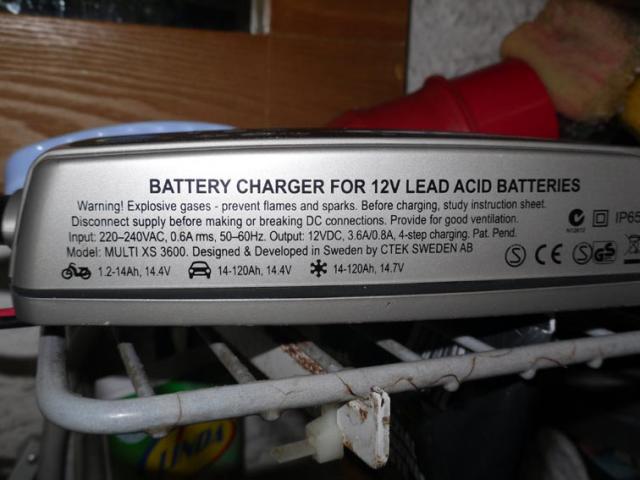 BATTERY CHARGER FOR 12V LEAD ACID BATTERIES
Warning! Explosive gases - prevent flames and sparks. Before charging, study instruction sheet.
Disconnect supply before making or breaking DC connections. Provide for good ventilation.
Input: 220–240VAC, 0.6A rms, 50–60Hz. Output: 12VDC, 3.6A/0.8A, 4-step charging. Pat. Pend.
Model: MULTI XS 3600. Designed & Developed in Sweden by CTEK SWEDEN AB
1.2-14Ah, 14.4V 14-120Ah, 14.4V 14-120Ah, 14.7V
N12872
IP65
S CE S GS
LINDA